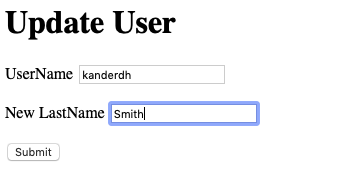 Update User
UserName kanderdh
New LastName Smith
Submit